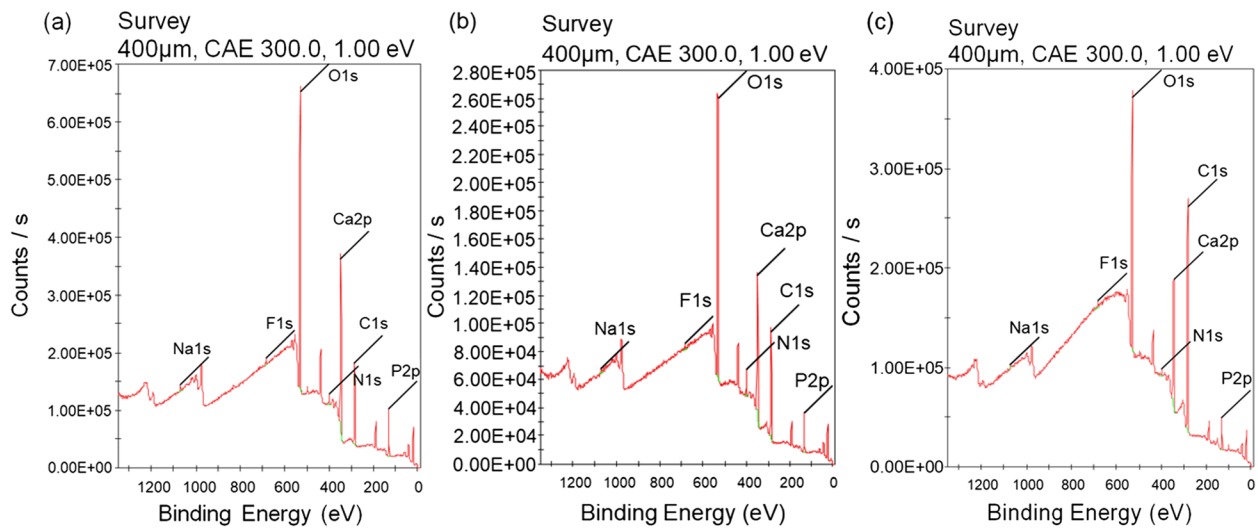 (a) Survey
400µm, CAE 300.0, 1.00 eV
7.00E+05
6.00E+05
5.00E+05
4.00E+05
3.00E+05
2.00E+05
1.00E+05
0.00E+00
Counts / s
O1s
Ca2p
F1s
C1s
Na1s
N1s
P2p
1200 1000 800 600 400 200 0
Binding Energy (eV)
(b) Survey
400µm, CAE 300.0, 1.00 eV
2.80E+05
2.60E+05
2.40E+05
2.20E+05
2.00E+05
1.80E+05
1.60E+05
1.40E+05
1.20E+05
1.00E+05
8.00E+04
6.00E+04
4.00E+04
2.00E+04
0.00E+00
Counts / s
O1s
Ca2p
C1s
F1s
Na1s
N1s
P2p
1200 1000 800 600 400 200 0
Binding Energy (eV)
(c) Survey
400µm, CAE 300.0, 1.00 eV
4.00E+05
3.00E+05
2.00E+05
1.00E+05
0.00E+00
Counts / s
O1s
C1s
Ca2p
F1s
Na1s
N1s
P2p
1200 1000 800 600 400 200 0
Binding Energy (eV)